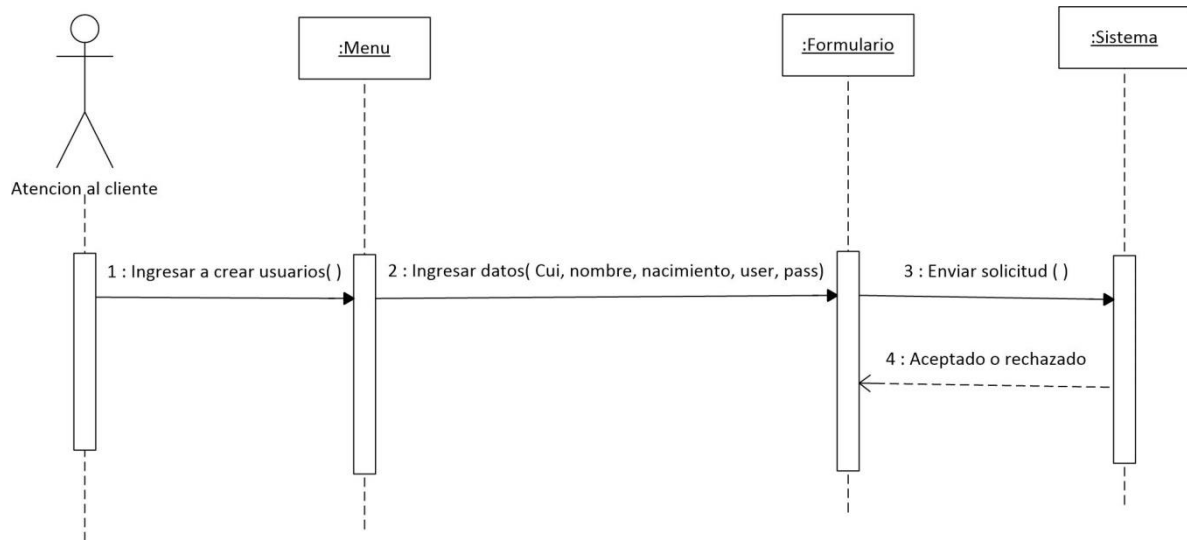 :Menu
:Formulario
:Sistema
Atencion al cliente
1 : Ingresar a crear usuarios( )
2 : Ingresar datos( Cui, nombre, nacimiento, user, pass)
3 : Enviar solicitud ( )
4 : Aceptado o rechazado